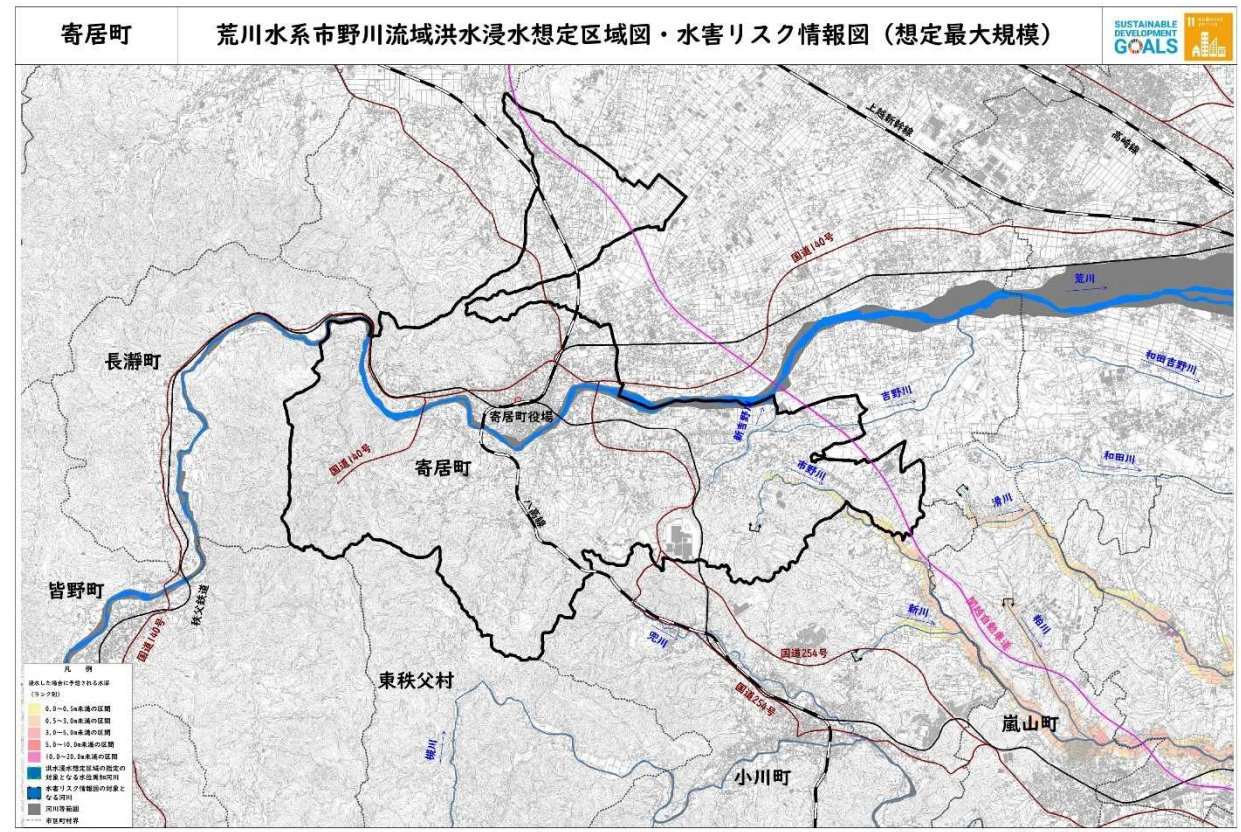 寄居町
荒川水系市野川流域洪水浸水想定区域図・水害リスク情報図（想定最大規模）
SUSTAINABLE
DEVELOPMENT
GOALS
11
上越新幹線
高崎線
国道140号
荒川
長瀞町
和田吉野川
吉野川
新吉野川
寄居町役場
国道140号
寄居町
市野川
和田川
滑川
八高線
皆野町
秩父鉄道
国道140号
関越自動車道
粕川
新川
兜川
国道254号
東秩父村
国道254号
嵐山町
槻川
小川町
凡　例
浸水した場合に予想される水深
（ランク別）
0.0～0.5m未満の区間
0.5～3.0m未満の区間
3.0～5.0m未満の区間
5.0～10.0m未満の区間
10.0～20.0m未満の区間
洪水浸水想定区域の指定の
対象となる水位周知河川
水害リスク情報図の対象と
なる河川
河川等範囲
市区町村界